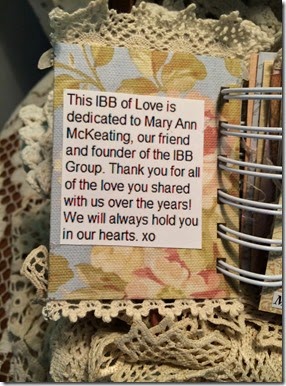 This IBB of Love is
dedicated to Mary Ann
McKeating, our friend
and founder of the IBB
Group. Thank you for all
of the love you shared
with us over the years!
We will always hold you
in our hearts. xo